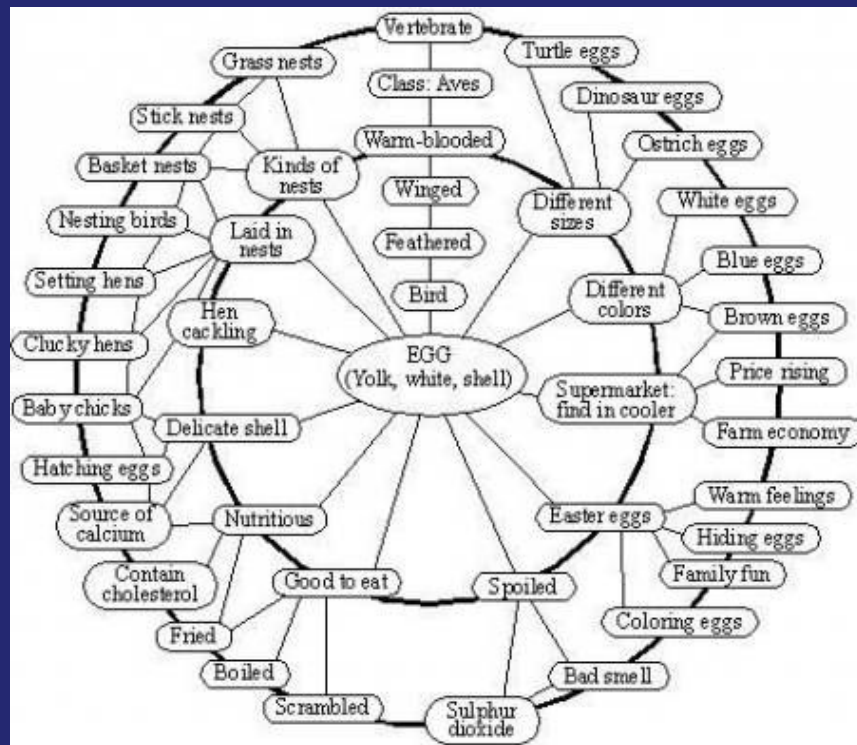 Vertebrate
Grass nests
Turtle eggs
Class: Aves
Dinosaur eggs
Stick nests
Warm-blooded
Ostrich eggs
Basket nests
Kinds of
nests
Winged
Different
sizes
White eggs
Nesting birds
Laid in
nests
Feathered
Blue eggs
Setting hens
Bird
Different
colors
Hen
cackling
Brown eggs
Clucky hens
EGG
(Yolk, white, shell)
Price rising
Supermarket:
find in cooler
Baby chicks
Delicate shell
Farm economy
Hatching eggs
Warm feelings
Source of
calcium
Nutritious
Easter eggs
Hiding eggs
Contain
cholesterol
Good to eat
Spoiled
Family fun
Fried
Coloring eggs
Boiled
Bad smell
Scrambled
Sulphur
dioxide